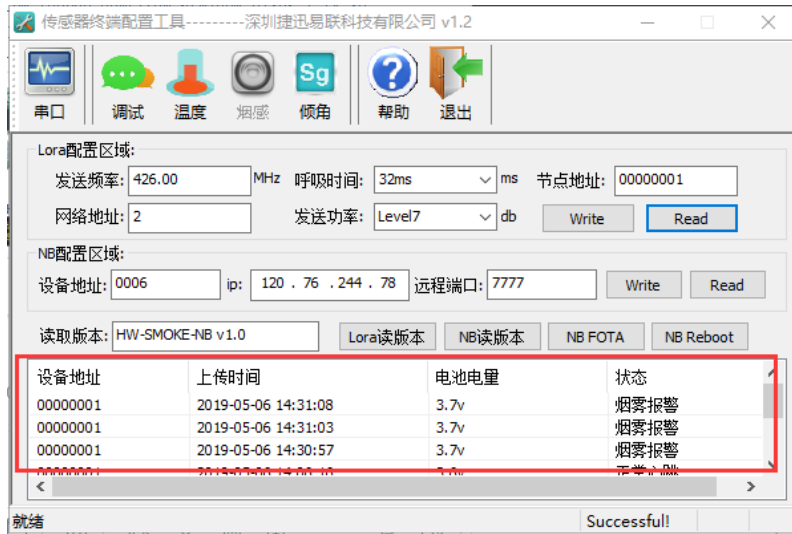 传感器终端配置工具---------深圳捷迅易联科技有限公司 v1.2
串口 调试 温度 烟感 Sg 倾角 帮助 退出
Lora配置区域:
发送频率: 426.00 MHz 呼吸时间: 32ms ms 节点地址: 00000001
网络地址: 2 发送功率: Level7 db Write Read
NB配置区域:
设备地址: 0006 ip: 120 . 76 . 244 . 78 远程端口: 7777 Write Read
读取版本: HW-SMOKE-NB v1.0 Lora读版本 NB读版本 NB FOTA NB Reboot
设备地址 上传时间 电池电量 状态
00000001 2019-05-06 14:31:08 3.7v 烟雾报警
00000001 2019-05-06 14:31:03 3.7v 烟雾报警
00000001 2019-05-06 14:30:57 3.7v 烟雾报警
正常心跳
就绪 Successful!